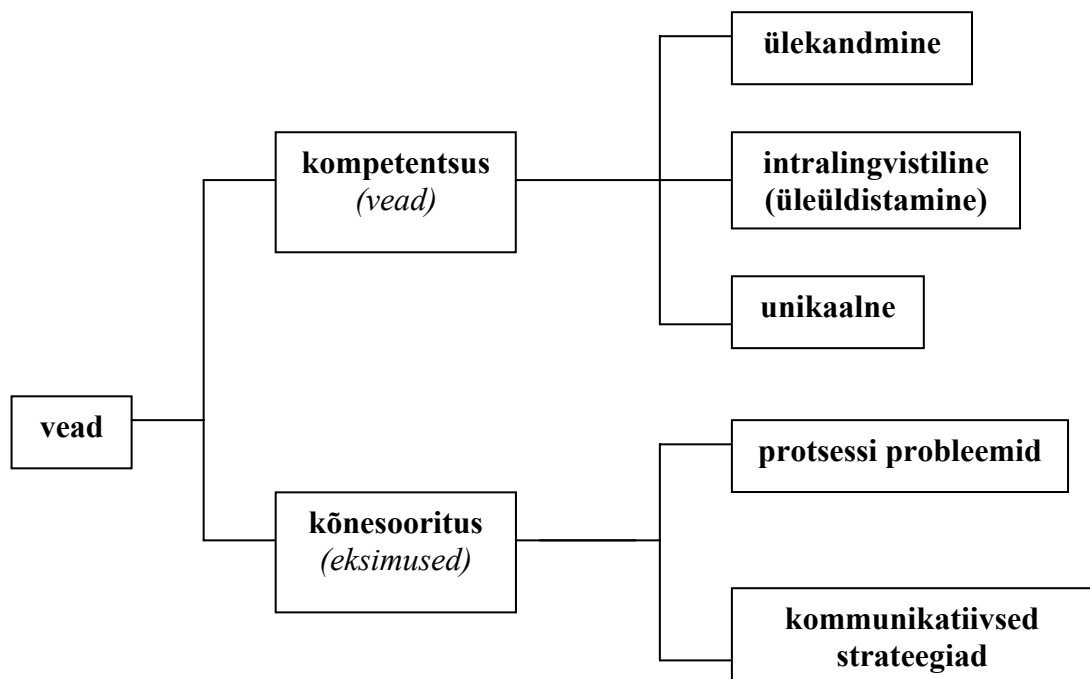 ülekandmine
kompetentsus
(vead)
intralingvistiline
(üleüldistamine)
unikaalne
vead
protsessi probleemid
kõnesooritus
(eksimused)
kommunikatiivsed
strateegiad